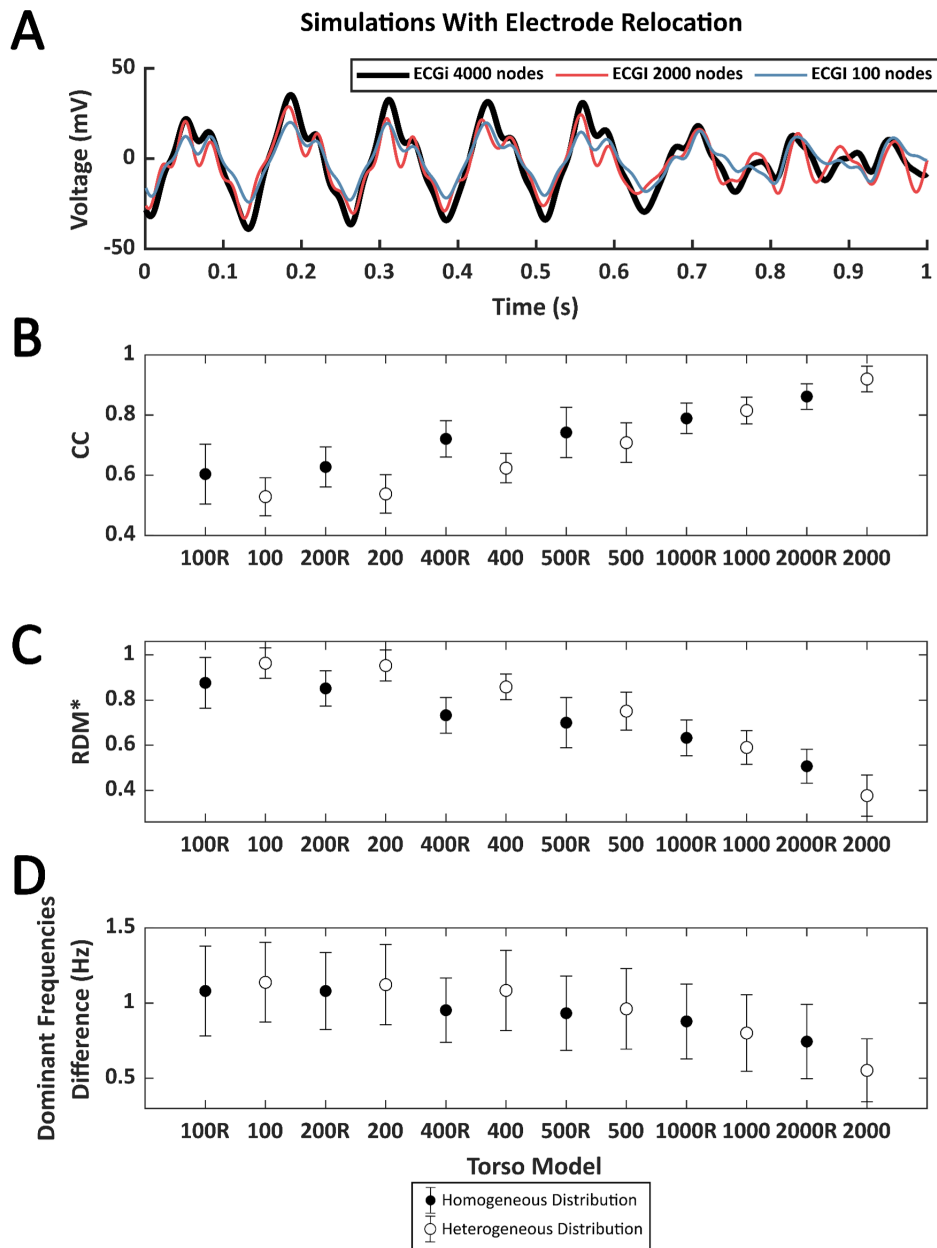 A
Simulations With Electrode Relocation
ECGi 4000 nodes ECGI 2000 nodes ECGI 100 nodes
Voltage (mV)
50
0
-50
0 0.1 0.2 0.3 0.4 0.5 0.6 0.7 0.8 0.9 1
Time (s)
B
CC
1
0.8
0.6
0.4
100R 100 200R 200 400R 400 500R 500 1000R 1000 2000R 2000
C
RDM*
1
0.8
0.6
0.4
100R 100 200R 200 400R 400 500R 500 1000R 1000 2000R 2000
D
Dominant Frequencies
Difference (Hz)
1.5
1
0.5
100R 100 200R 200 400R 400 500R 500 1000R 1000 2000R 2000
Torso Model
Homogeneous Distribution
Heterogeneous Distribution